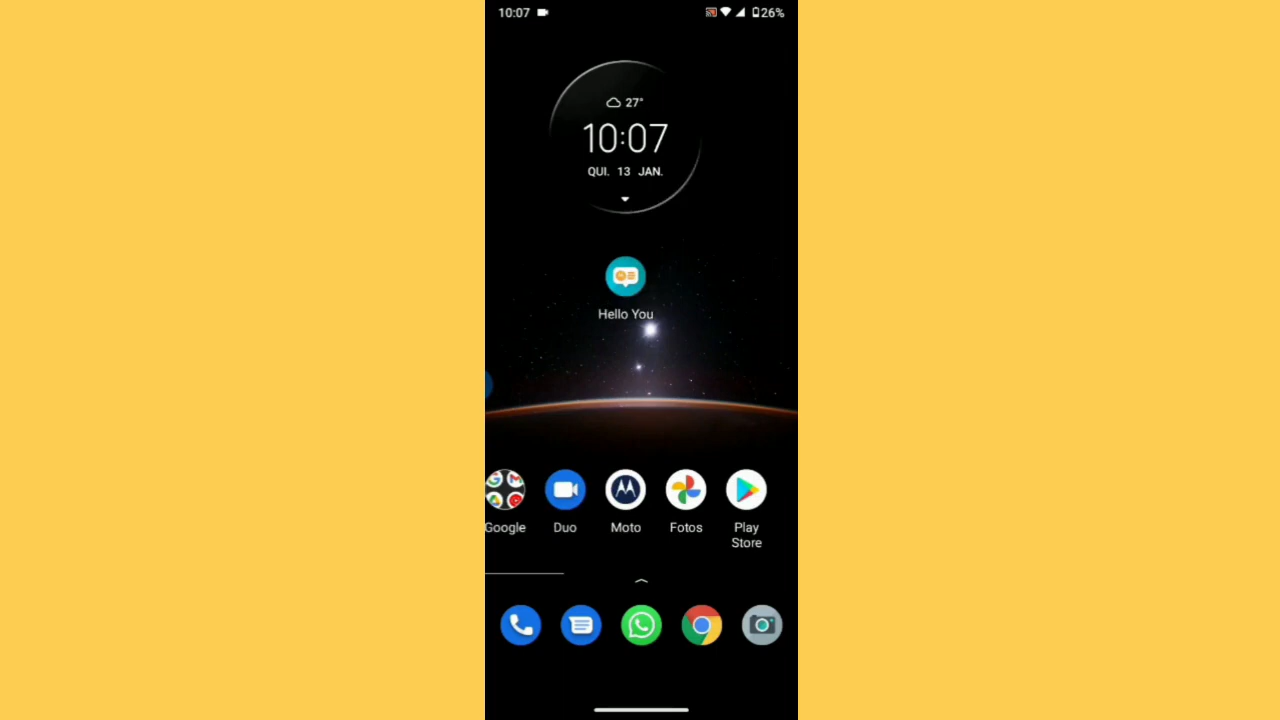 10:07
26%
27°
10:07
QUI. 13 JAN.
Hello You
Google
Duo
Moto
Fotos
Play
Store